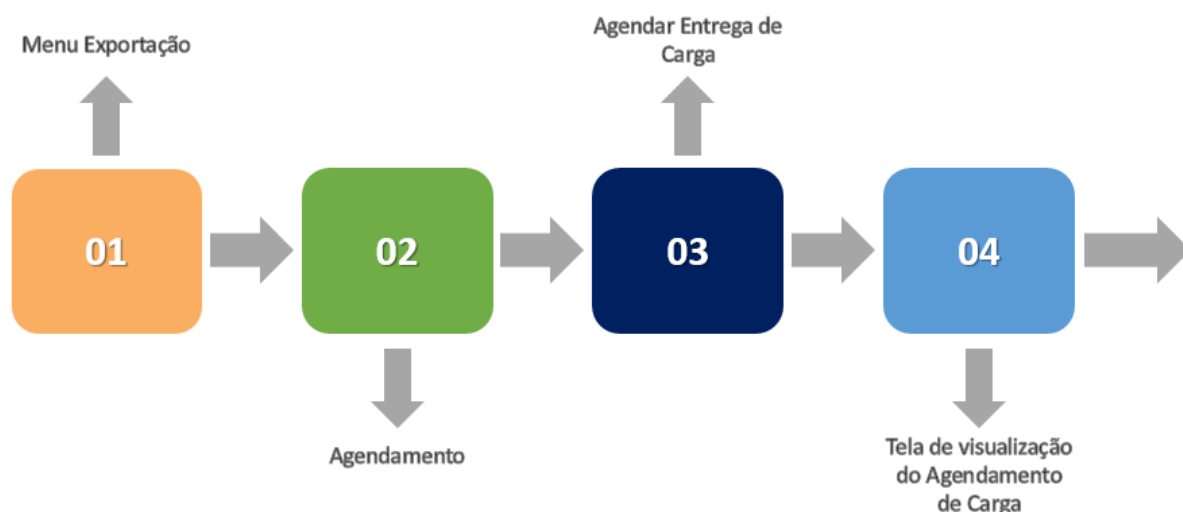 Menu Exportação
Agendar Entrega de
Carga
01
02
03
04
Agendamento
Tela de visualização
do Agendamento
de Carga